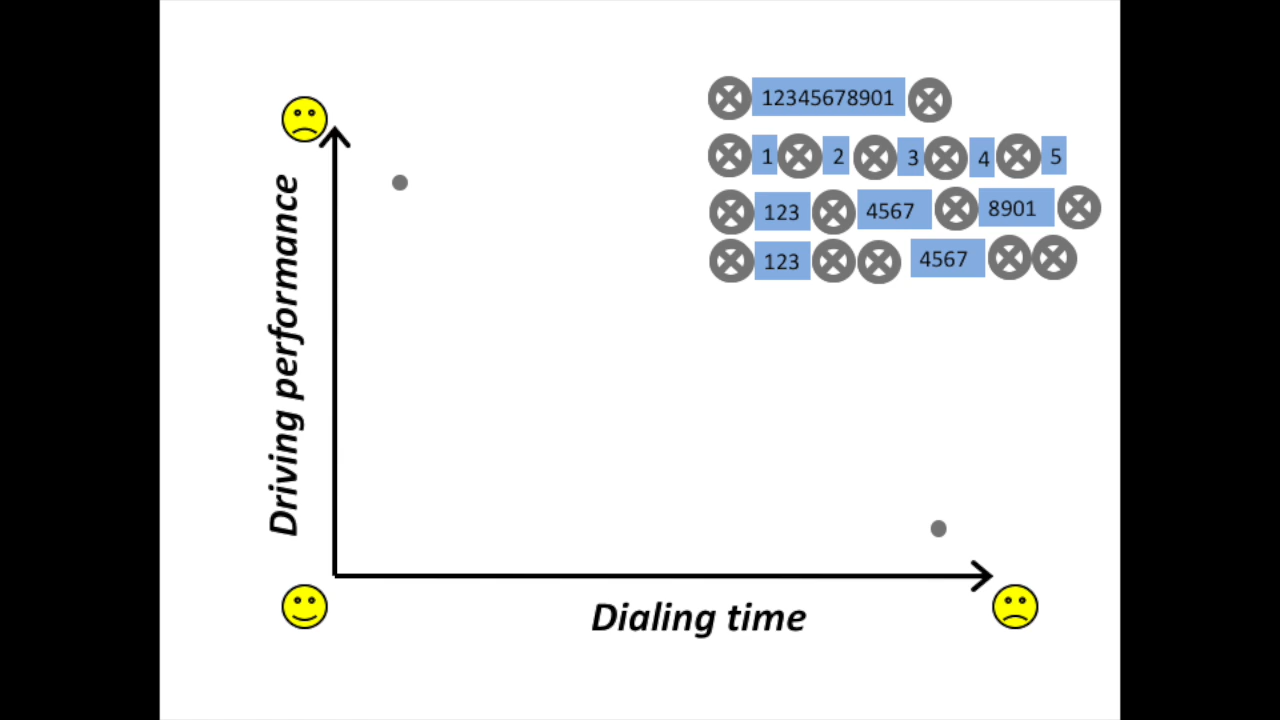 12345678901
1 2 3 4 5
123 4567 8901
123 4567
Driving performance
Dialing time